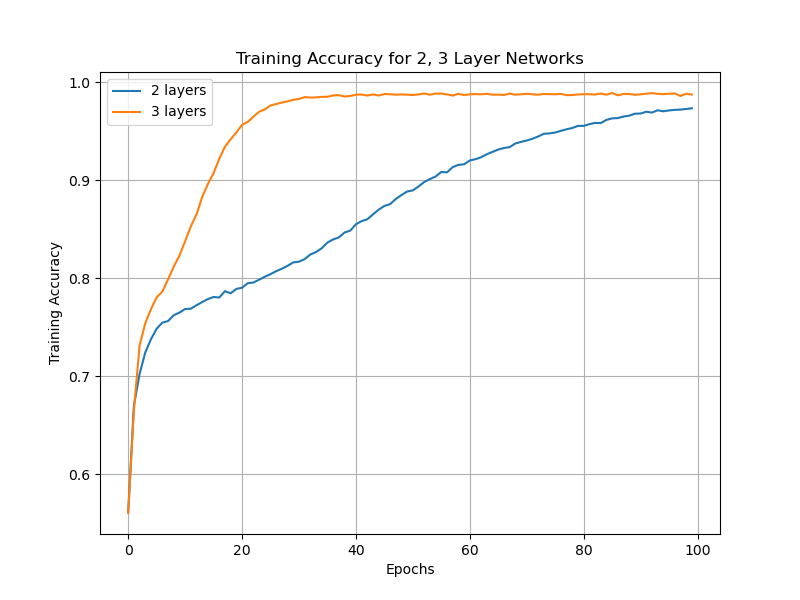 Training Accuracy for 2, 3 Layer Networks
2 layers
3 layers
1.0
0.9
0.8
0.7
0.6
Training Accuracy
0 20 40 60 80 100
Epochs